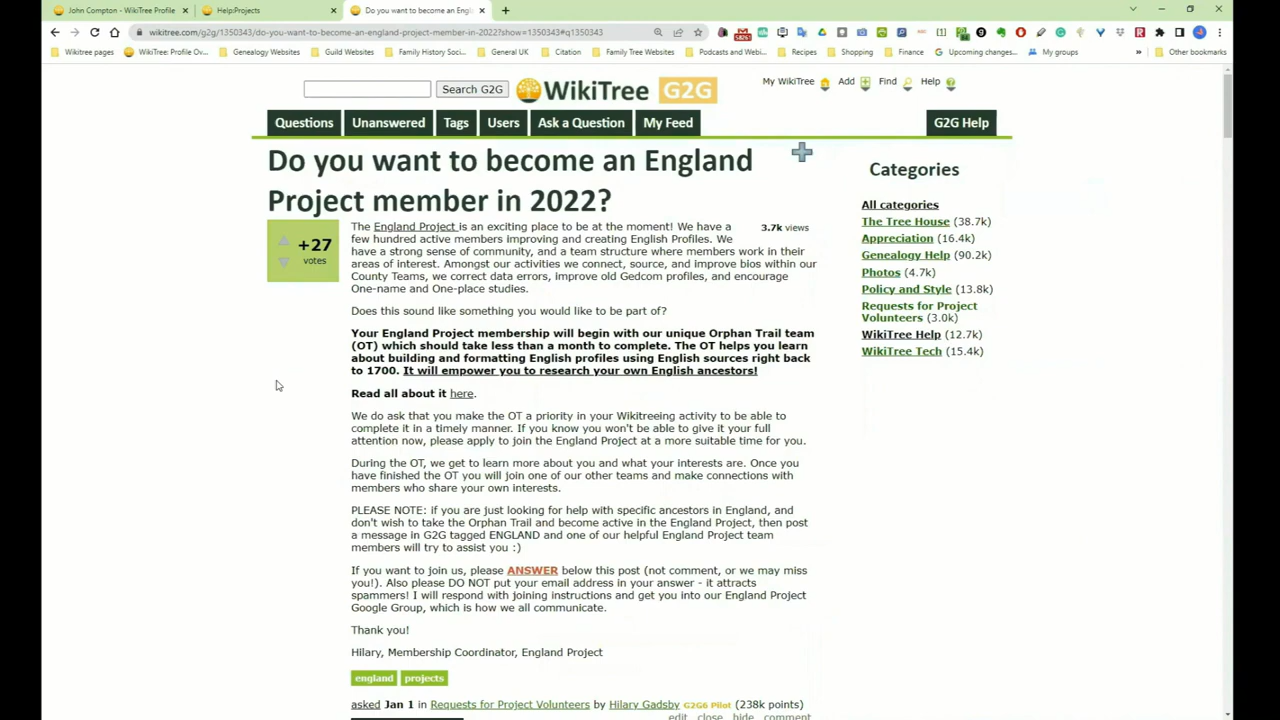 John Compton - WikiTree Profile
Help:Projects
Do you want to become an Engl
wikitree.com/g2g/1350343/do-you-want-to-become-an-england-project-member-in-2022?show=1350343#q1350343
Wikitree pages
WikiTree: Profile Ov...
Genealogy Websites
Guild Websites
Family History Soci...
General UK
Citation
Family Tree Websites
Podcasts and Webi...
Recipes
Shopping
Finance
Upcoming changes...
My groups
Other bookmarks
Search G2G
WikiTree G2G
My WikiTree
Add
Find
Help
Questions
Unanswered
Tags
Users
Ask a Question
My Feed
G2G Help
Do you want to become an England
Project member in 2022?
+27
votes
3.7k views
The England Project is an exciting place to be at the moment! We have a
few hundred active members improving and creating English Profiles. We
have a strong sense of community, and a team structure where members work in their
areas of interest. Amongst our activities we connect, source, and improve bios within our
County Teams, we correct data errors, improve old Gedcom profiles, and encourage
One-name and One-place studies.
Does this sound like something you would like to be part of?
Your England Project membership will begin with our unique Orphan Trail team
(OT) which should take less than a month to complete. The OT helps you learn
about building and formatting English profiles using English sources right back
to 1700. It will empower you to research your own English ancestors!
Read all about it here.
We do ask that you make the OT a priority in your Wikitreeing activity to be able to
complete it in a timely manner. If you know you won't be able to give it your full
attention now, please apply to join the England Project at a more suitable time for you.
During the OT, we get to learn more about you and what your interests are. Once you
have finished the OT you will join one of our other teams and make connections with
members who share your own interests.
PLEASE NOTE: if you are just looking for help with specific ancestors in England, and
don't wish to take the Orphan Trail and become active in the England Project, then post
a message in G2G tagged ENGLAND and one of our helpful England Project team
members will try to assist you :)
If you want to join us, please ANSWER below this post (not comment, or we may miss
you!). Also please DO NOT put your email address in your answer - it attracts
spammers! I will respond with joining instructions and get you into our England Project
Google Group, which is how we all communicate.
Thank you!
Hilary, Membership Coordinator, England Project
england
projects
asked Jan 1 in Requests for Project Volunteers by Hilary Gadsby G2G6 Pilot (238k points)
edit close hide comment
Categories
All categories
The Tree House (38.7k)
Appreciation (16.4k)
Genealogy Help (90.2k)
Photos (4.7k)
Policy and Style (13.8k)
Requests for Project
Volunteers (3.0k)
WikiTree Help (12.7k)
WikiTree Tech (15.4k)